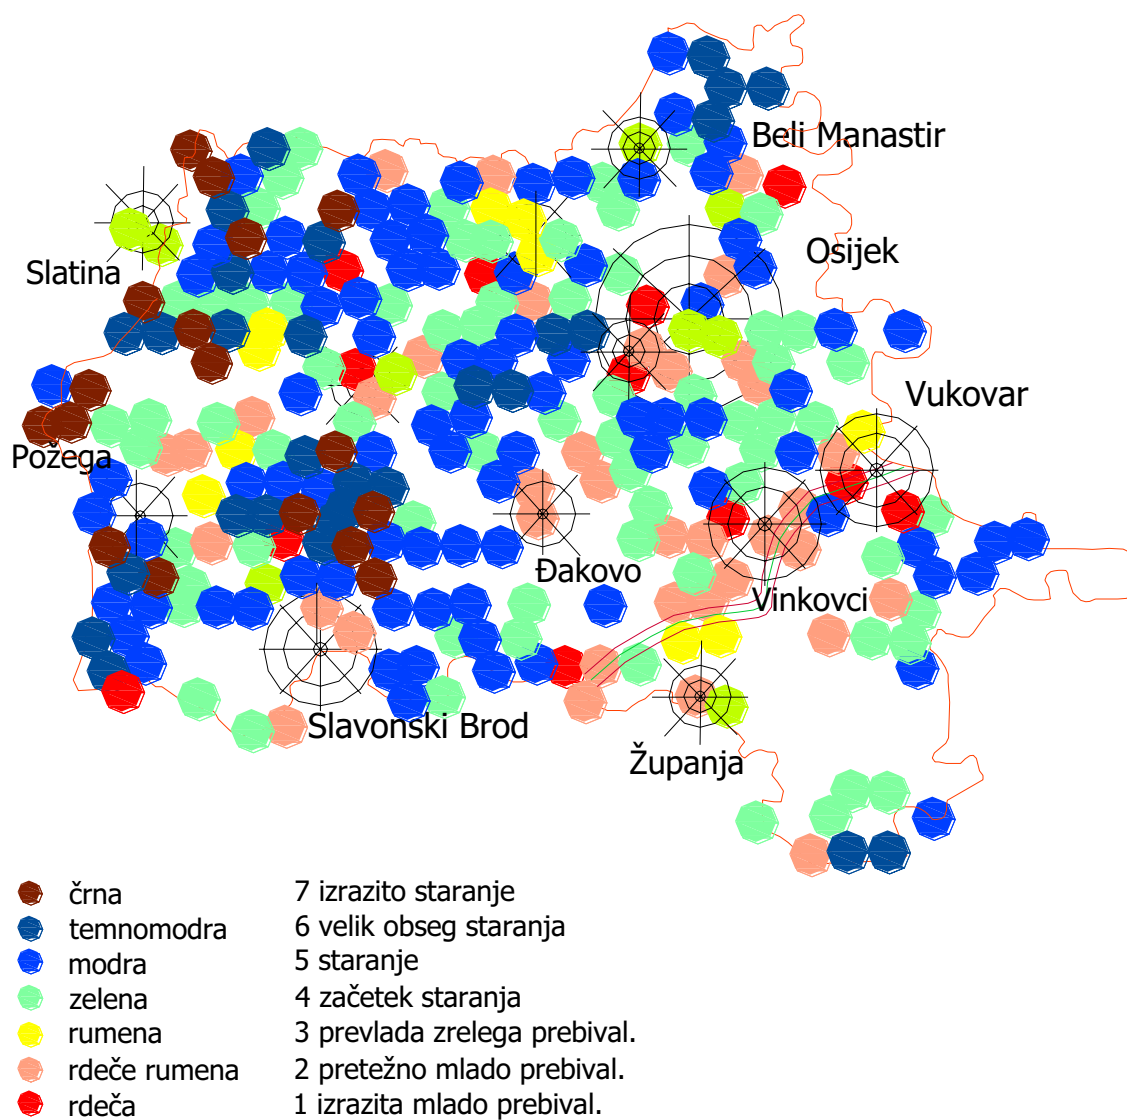 Beli Manastir
Osijek
Slatina
Vukovar
Požega
Đakovo
Vinkovci
Slavonski Brod
Županja
črna 7 izrazito staranje
temnomodra 6 velik obseg staranja
modra 5 staranje
zelena 4 začetek staranja
rumena 3 prevlada zrelega prebival.
rdeče rumena 2 pretežno mlado prebival.
rdeča 1 izrazita mlado prebival.